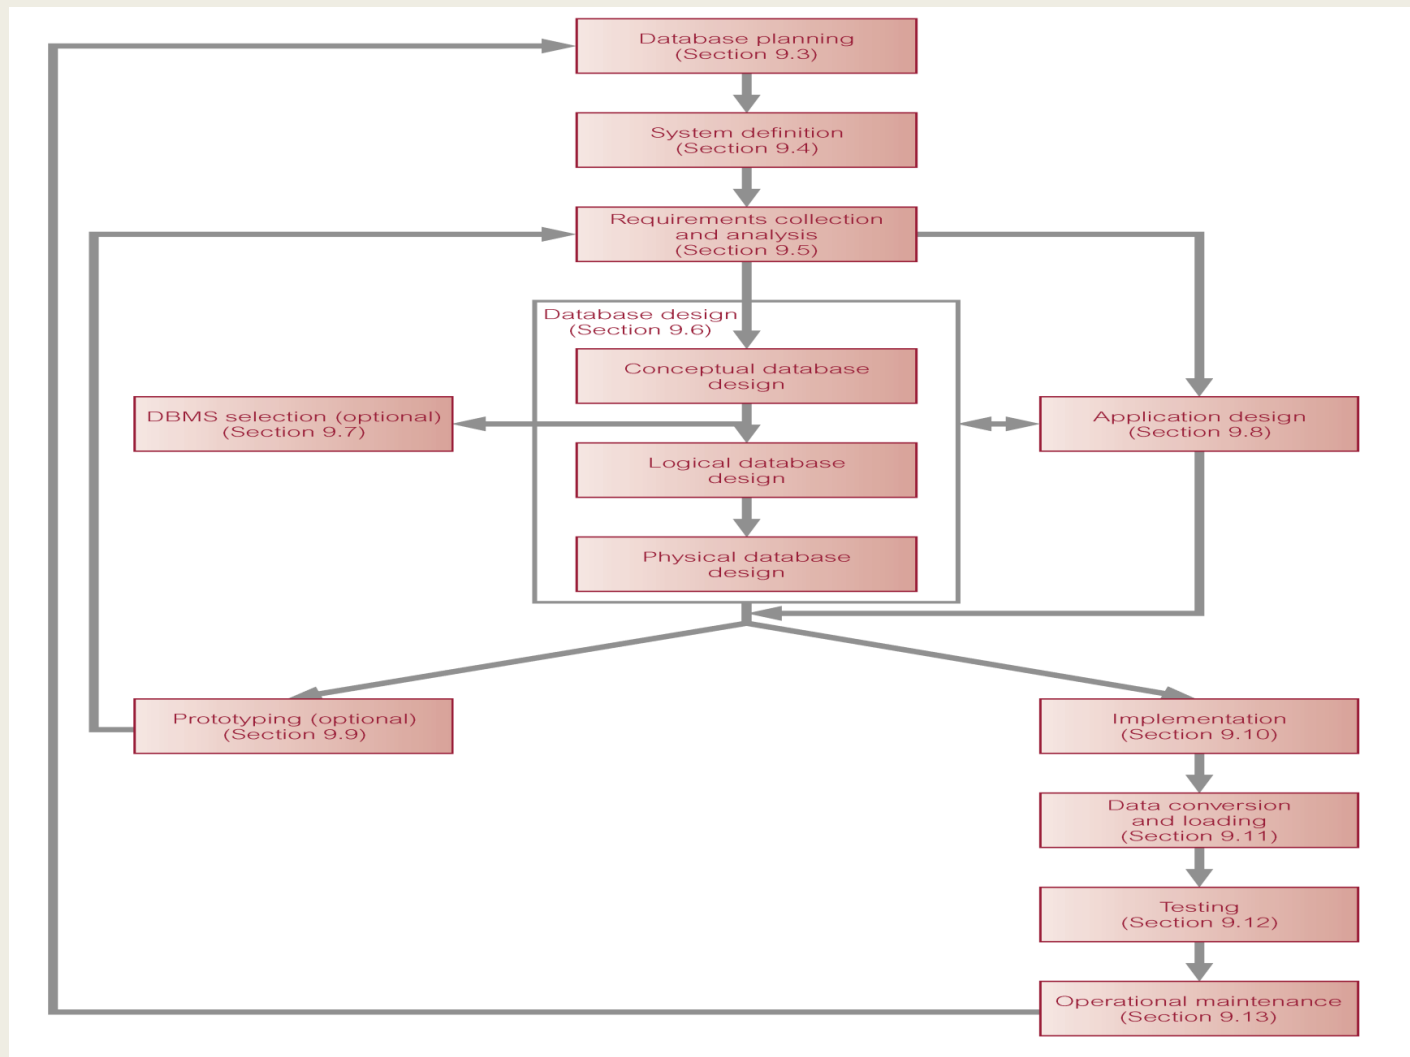 Database planning
(Section 9.3)
System definition
(Section 9.4)
Requirements collection
and analysis
(Section 9.5)
Database design
(Section 9.6)
Conceptual database
design
DBMS selection (optional)
(Section 9.7)
Application design
(Section 9.8)
Logical database
design
Physical database
design
Prototyping (optional)
(Section 9.9)
Implementation
(Section 9.10)
Data conversion
and loading
(Section 9.11)
Testing
(Section 9.12)
Operational maintenance
(Section 9.13)